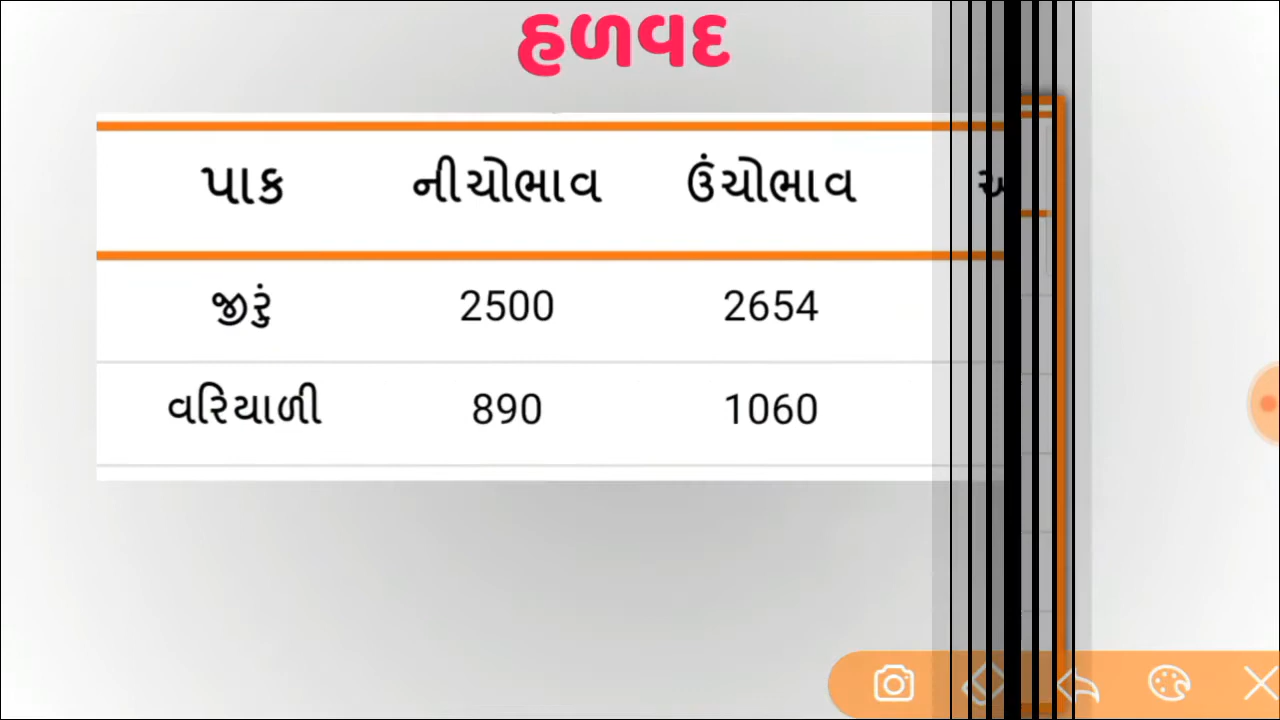 હળવદ
પાક નીચોભાવ ઉંચોભાવ
જીરું 2500 2654
વરિયાળી 890 1060